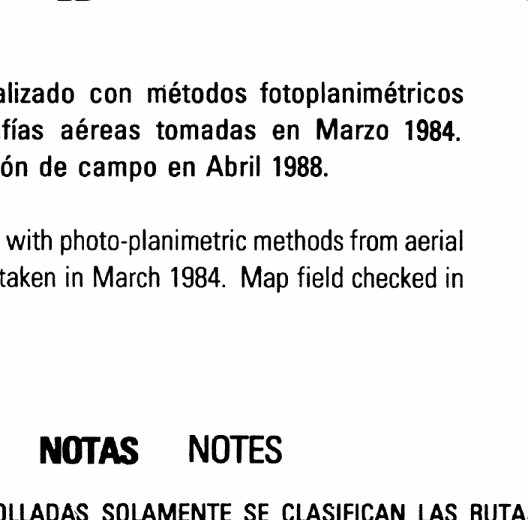 alizado con métodos fotoplanimétricos
fías aéreas tomadas en Marzo 1984.
ón de campo en Abril 1988.
with photo-planimetric methods from aerial
taken in March 1984. Map field checked in
NOTAS NOTES
OLLADAS SOLAMENTE SE CLASIFICAN LAS RUTA